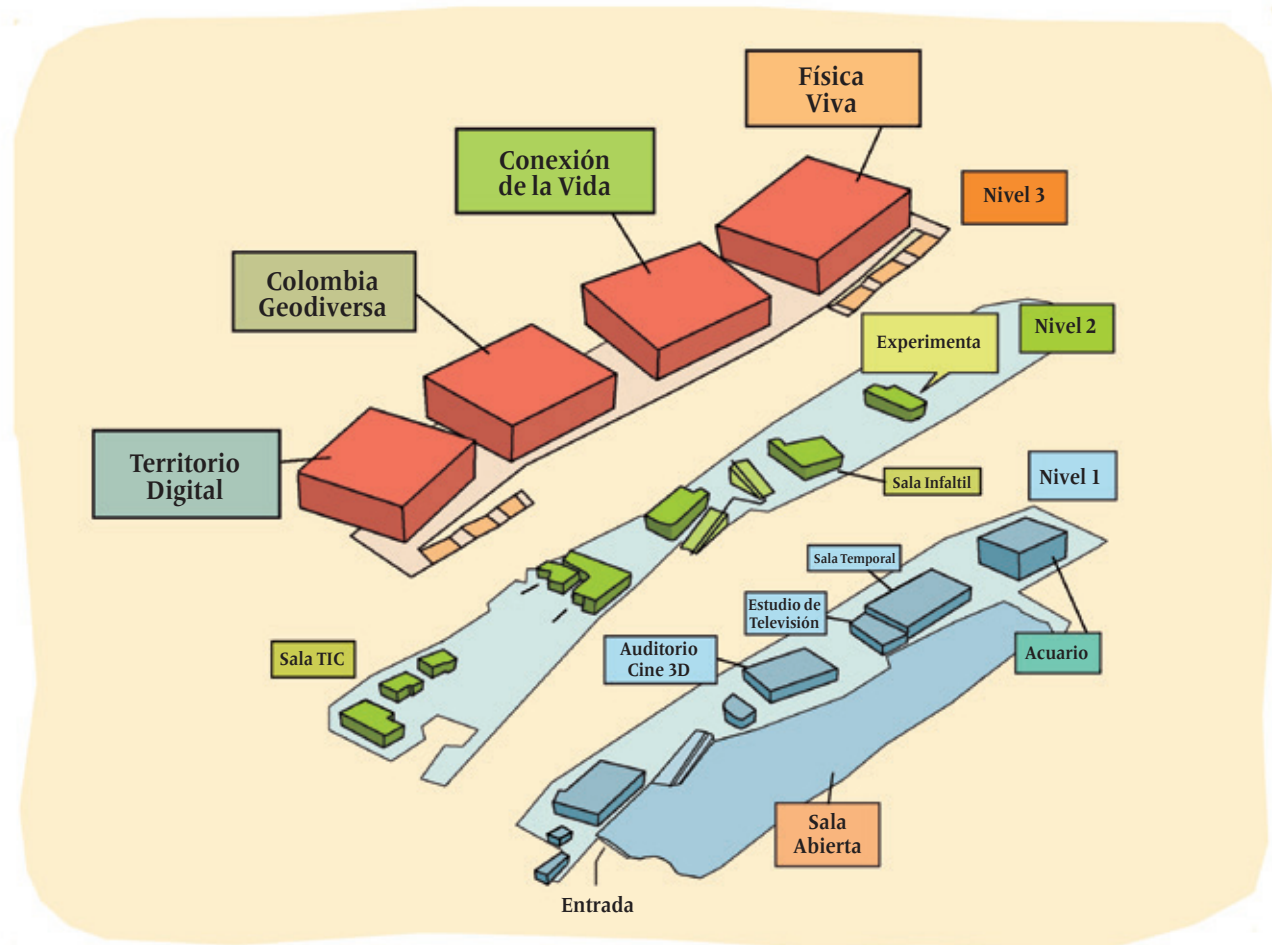 Física
Viva
Conexión
de la Vida
Nivel 3
Colombia
Geodiversa
Nivel 2
Experimenta
Territorio
Digital
Sala Infaltil
Nivel 1
Sala Temporal
Estudio de
Televisión
Sala TIC
Auditorio
Cine 3D
Acuario
Sala
Abierta
Entrada